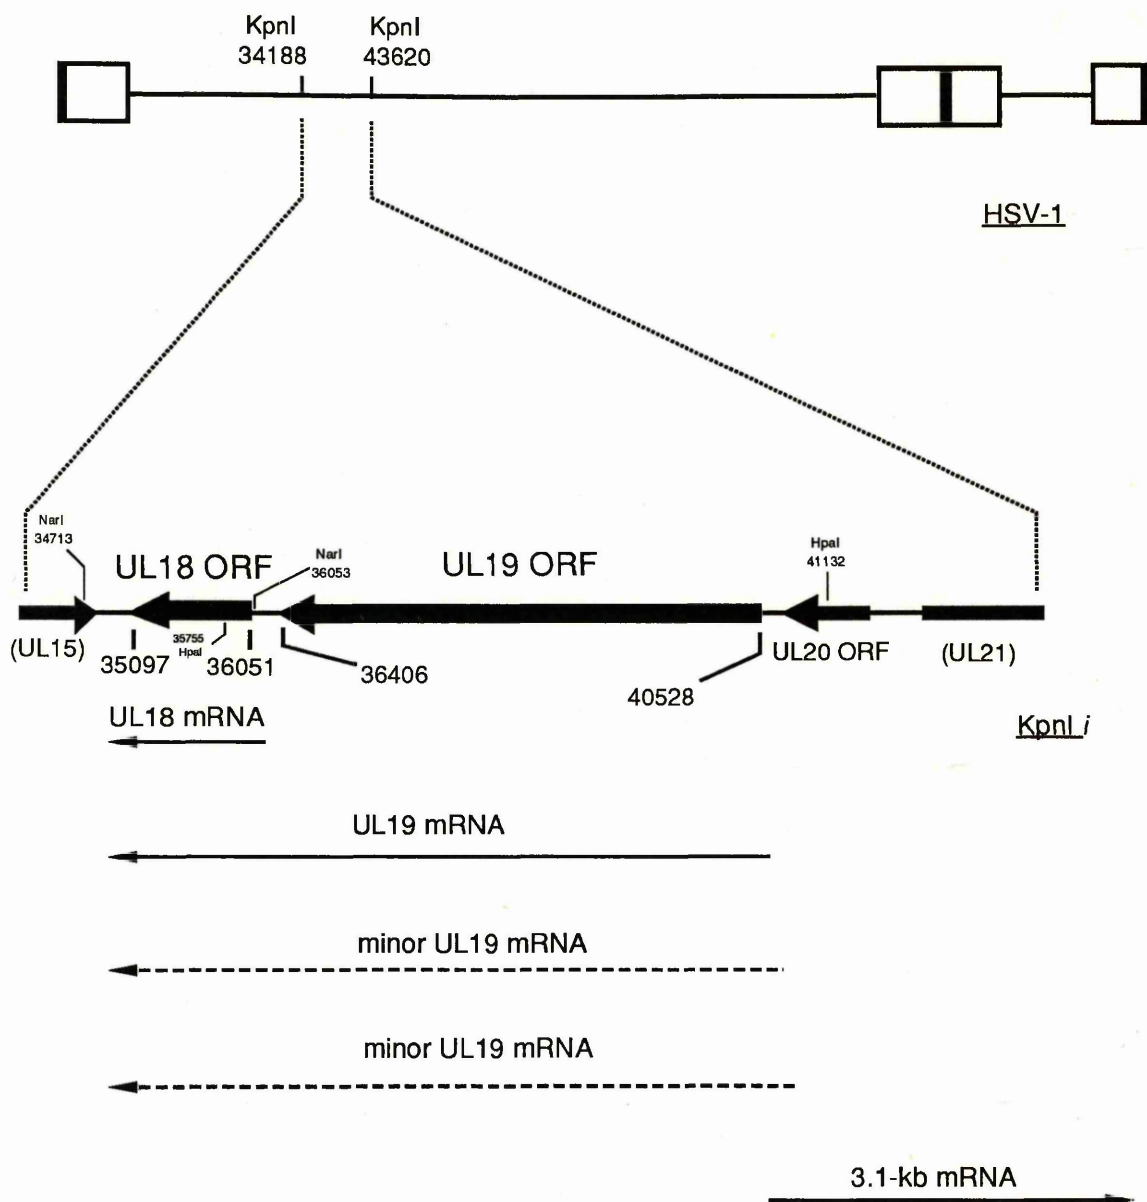 KpnI
34188
KpnI
43620
HSV-1
NarI
34713
UL18 ORF
NarI
36053
UL19 ORF
HpaI
41132
(UL15)
35097
35755
HpaI
36051
36406
40528
UL20 ORF
(UL21)
UL18 mRNA
KpnI i
UL19 mRNA
minor UL19 mRNA
minor UL19 mRNA
3.1-kb mRNA